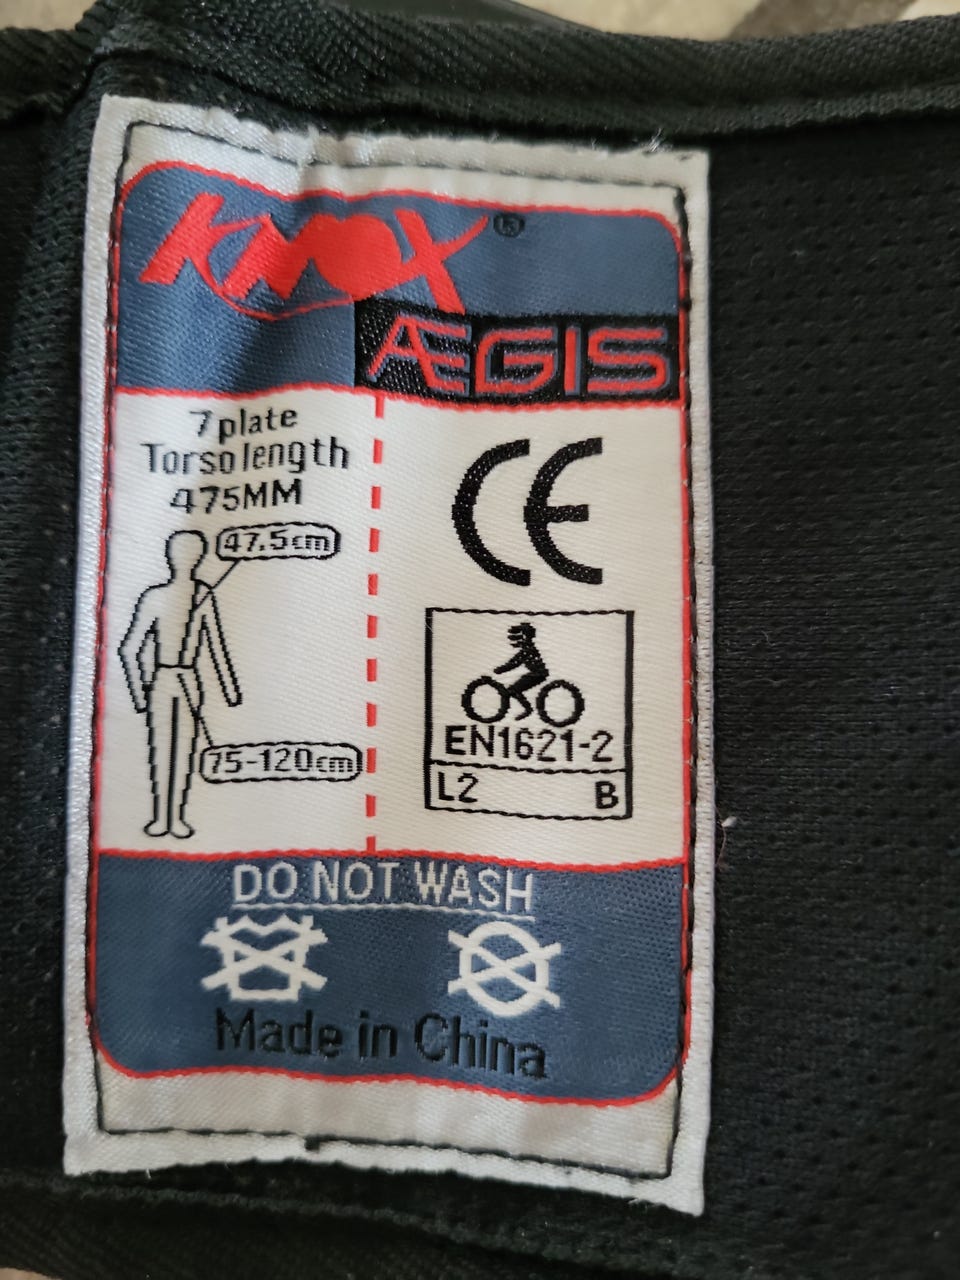 KNOX®
ÆGIS
7 plate
Torso length
475MM
47.5cm
75-120cm
CE
EN1621-2
L2 B
DO NOT WASH
Made in China